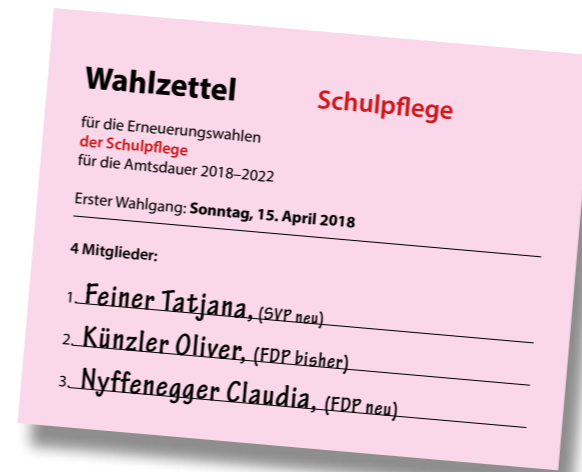 Wahlzettel Schulpflege
für die Erneuerungswahlen
der Schulpflege
für die Amtsdauer 2018–2022
Erster Wahlgang: Sonntag, 15. April 2018
4 Mitglieder:
1. Feiner Tatjana, (SVP neu)
2. Künzler Oliver, (FDP bisher)
3. Nyffenegger Claudia, (FDP neu)